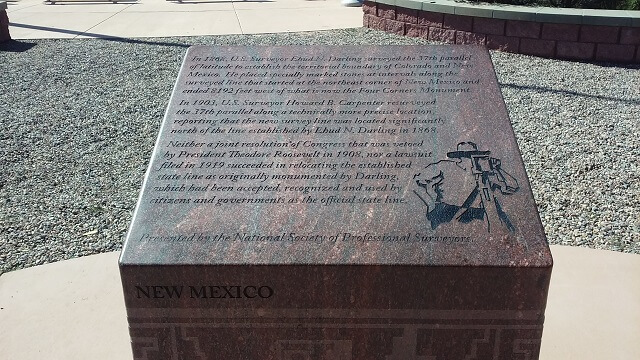 In 1868, U.S. Surveyor Ehud N. Darling surveyed the 37th parallel
of latitude to establish the territorial boundary of Colorado and New
Mexico. He placed specially marked stones at intervals along the
surveyed line that started at the northeast corner of New Mexico and
ended 8192 feet west of what is now the Four Corners Monument.
In 1903, U.S. Surveyor Howard B. Carpenter resurveyed
the 37th parallel along a technically more precise location,
reporting that the new survey line was located significantly
north of the line established by Ehud N. Darling in 1868.
Neither a joint resolution of Congress that was vetoed
by President Theodore Roosevelt in 1908, nor a lawsuit
filed in 1919 succeeded in relocating the established
state line as originally monumented by Darling,
which had been accepted, recognized and used by
citizens and governments as the official state line.
Presented by the National Society of Professional Surveyors.
NEW MEXICO